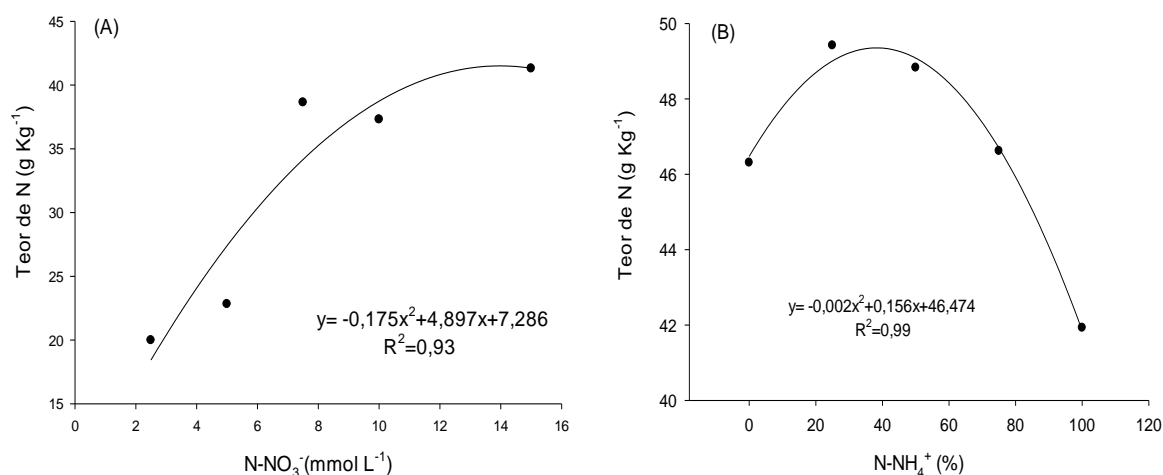 (A)
Teor de N (g Kg⁻¹)
45
40
35
30
25
20
15
0 2 4 6 8 10 12 14 16
y= -0,175x²+4,897x+7,286
R²=0,93
N-NO₃⁻(mmol L⁻¹)
(B)
Teor de N (g Kg⁻¹)
50
48
46
44
42
40
0 20 40 60 80 100 120
y= -0,002x²+0,156x+46,474
R²=0,99
N-NH₄⁺ (%)